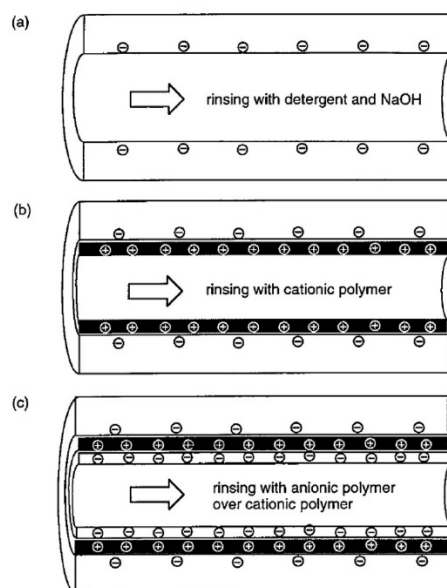 (a)
rinsing with detergent and NaOH
(b)
rinsing with cationic polymer
(c)
rinsing with anionic polymer
over cationic polymer